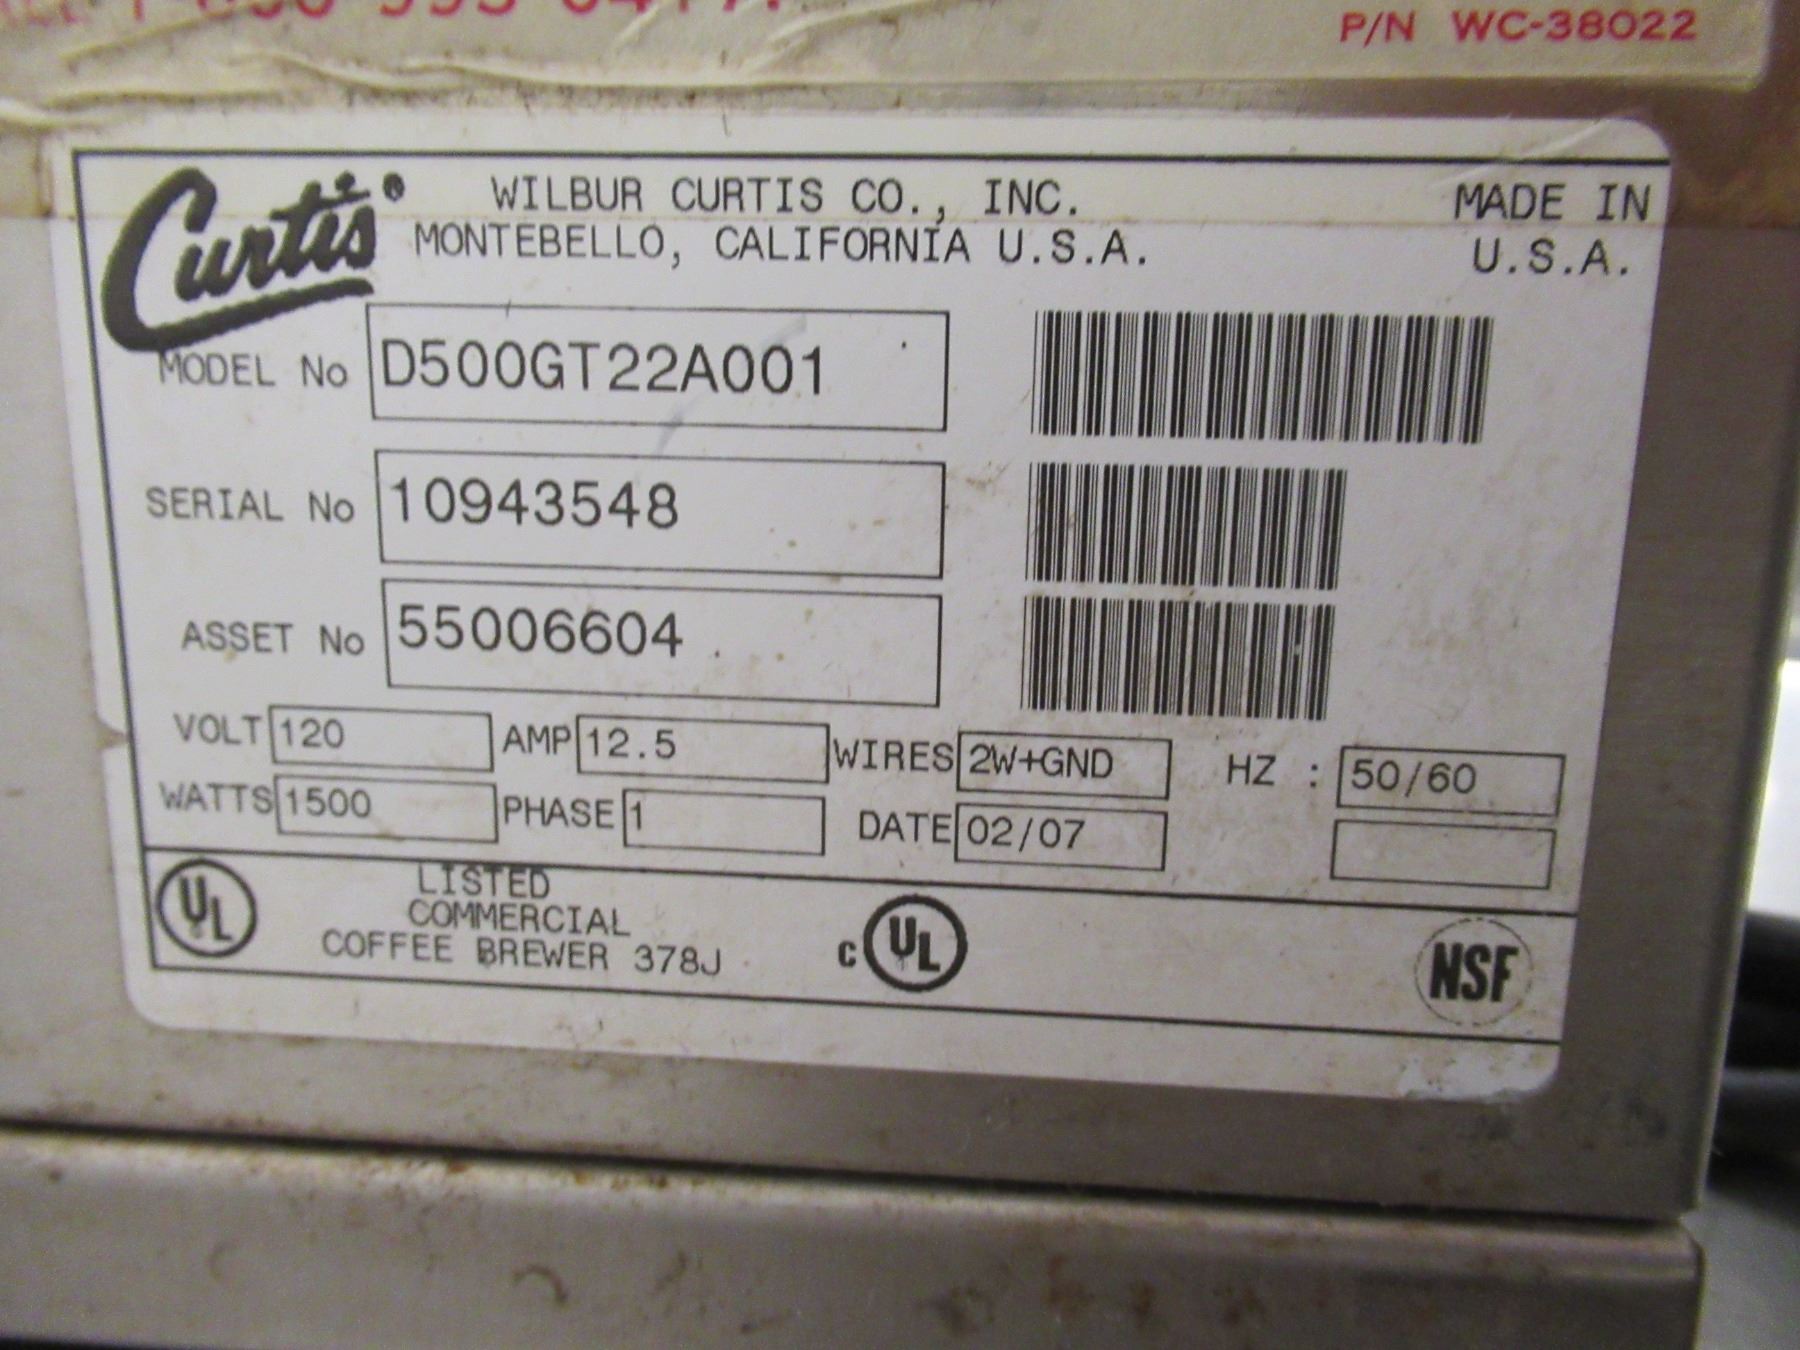 P/N WC-38022
Curtis®
WILBUR CURTIS CO., INC.
MONTEBELLO, CALIFORNIA U.S.A.
MADE IN
U.S.A.
MODEL No D500GT22A001
SERIAL No 10943548
ASSET No 55006604
VOLT 120 AMP 12.5 WIRES 2W+GND HZ : 50/60
WATTS 1500 PHASE 1 DATE 02/07
UL
LISTED
COMMERCIAL
COFFEE BREWER 378J
C UL
NSF